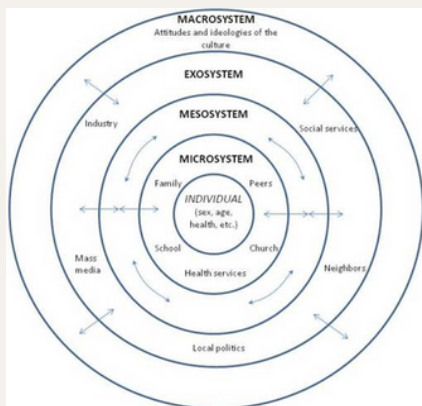 MACROSYSTEM
Attitudes and ideologies of the
culture
EXOSYSTEM
Industry
Social services
MESOSYSTEM
MICROSYSTEM
Family
Peers
INDIVIDUAL
(sex, age,
health, etc.)
School
Church
Health services
Mass
media
Neighbors
Local politics